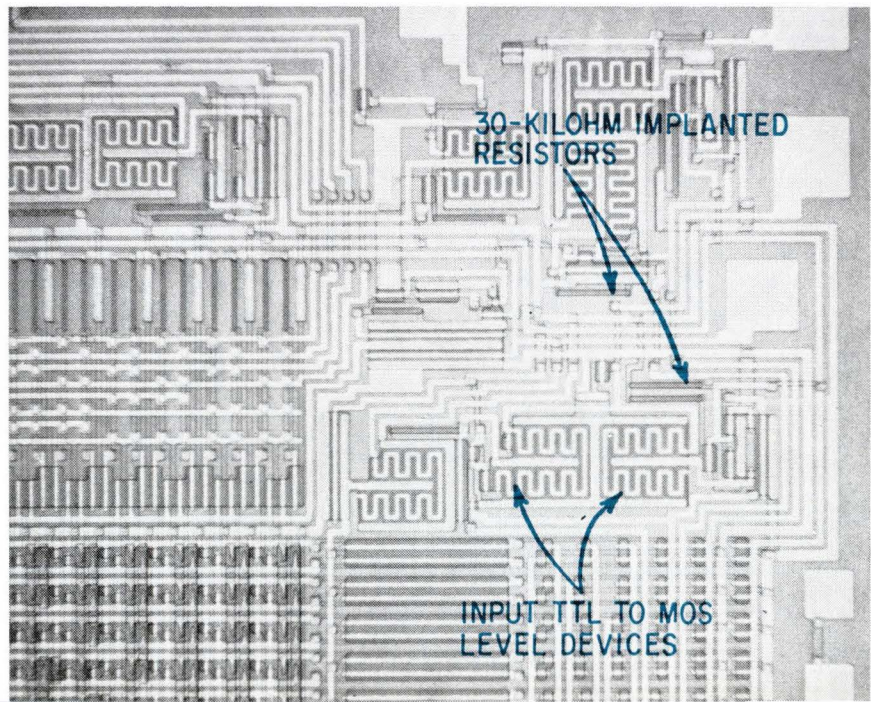 30-KILOHM IMPLANTED
RESISTORS
INPUT TTL TO MOS
LEVEL DEVICES